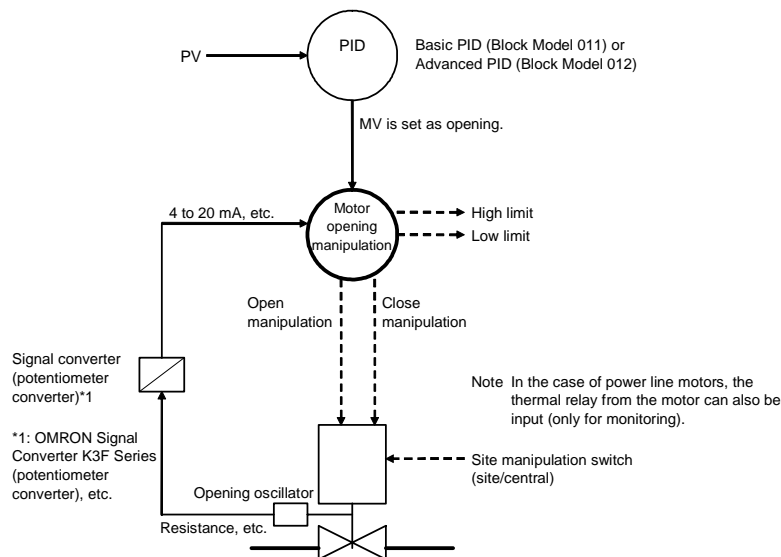 PID
Basic PID (Block Model 011) or
Advanced PID (Block Model 012)
PV
MV is set as opening.
4 to 20 mA, etc.
Motor
opening
manipulation
High limit
Low limit
Open
manipulation
Close
manipulation
Signal converter
(potentiometer
converter)*1
Note In the case of power line motors, the
thermal relay from the motor can also be
input (only for monitoring).
*1: OMRON Signal
Converter K3F Series
(potentiometer
converter), etc.
Site manipulation switch
(site/central)
Opening oscillator
Resistance, etc.